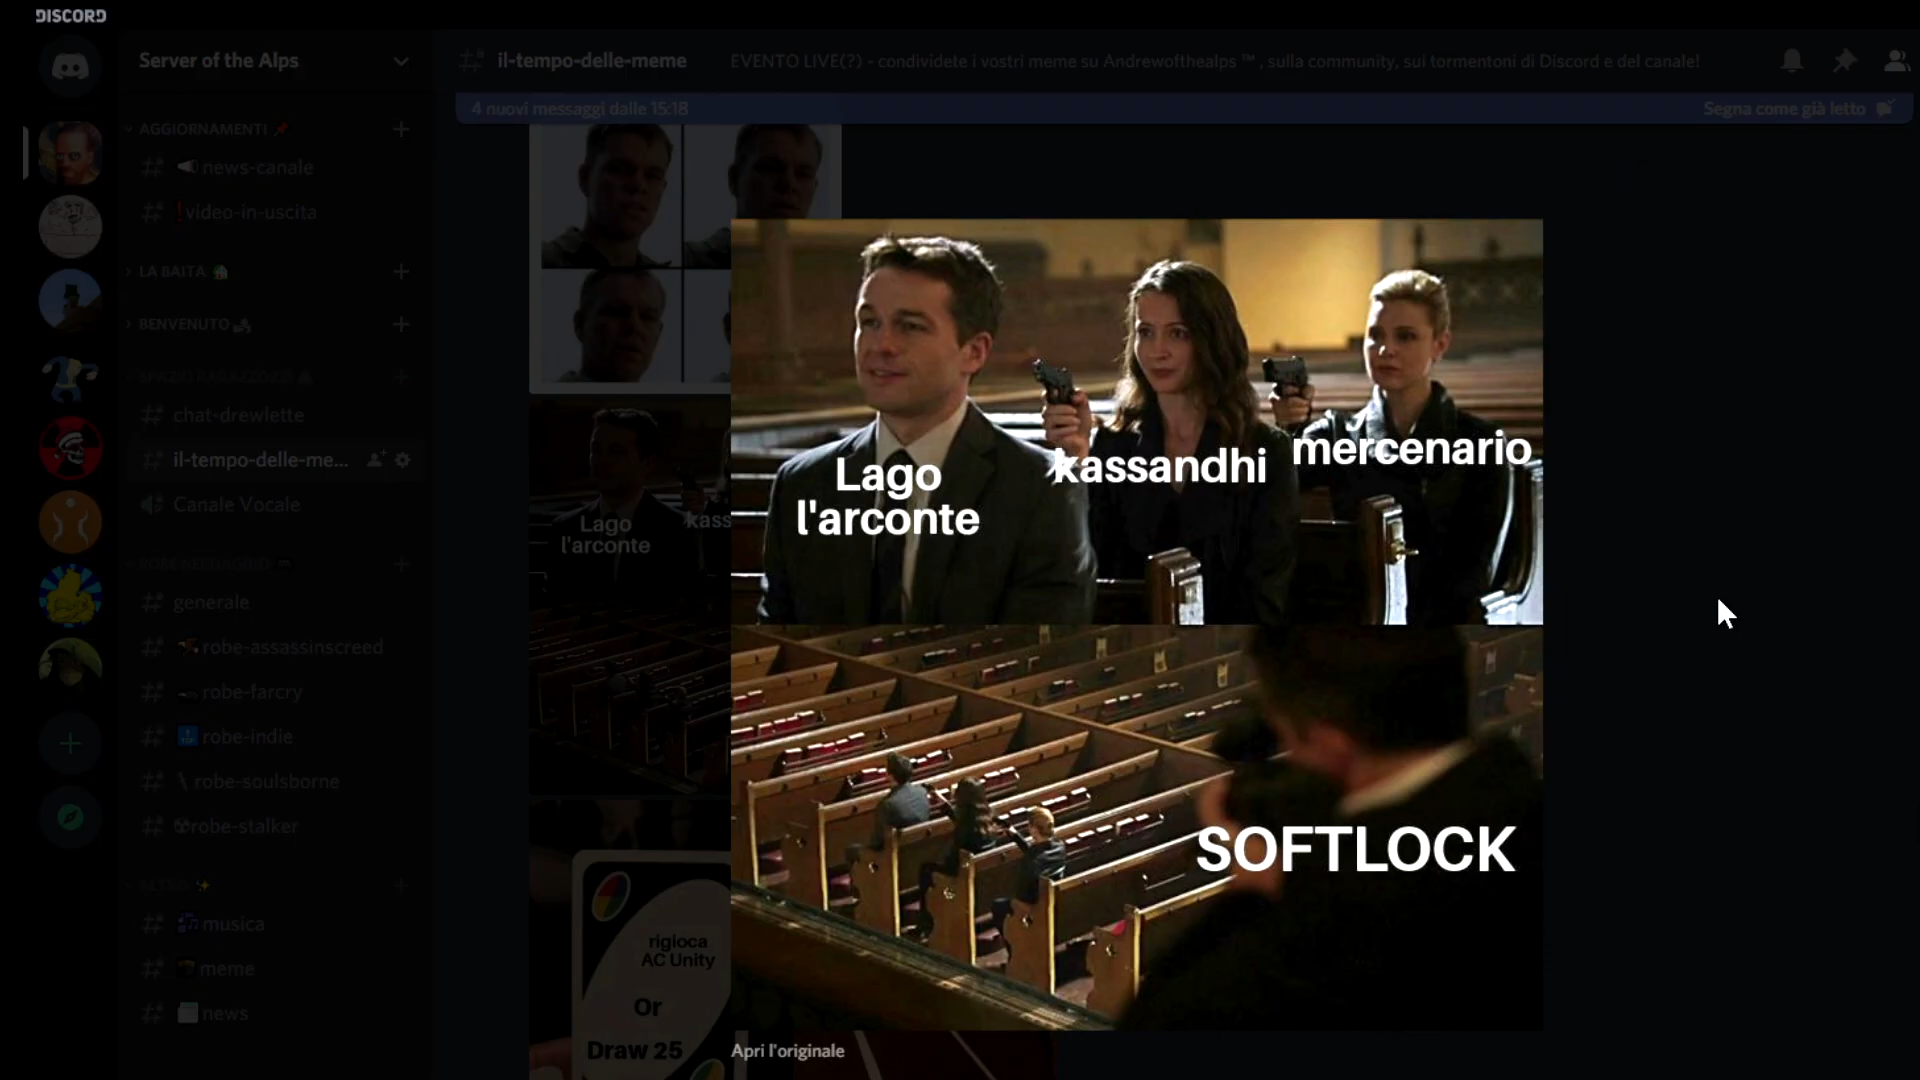 DISCORD
Server of the Alps
il-tempo-delle-meme
EVENTO LIVE(?) - condividete i vostri meme su Andrewofthealps ™ , sulla community, sui tormentoni di Discord e del canale!
4 nuovi messaggi dalle 15:18
Segna come già letto
AGGIORNAMENTI
news-canale
video-in-uscita
LA BAITA
BENVENUTO
SPAZIO RAGAZZOZZI
chat-drewlette
il-tempo-delle-me...
Canale Vocale
generale
robe-assassinscreed
robe-farcry
robe-indie
robe-soulsborne
robe-stalker
musica
meme
news
Lago
l'arconte
kass
rigioca
AC Unity
Or
Draw 25
Lago
l'arconte
kassandhi
mercenario
SOFTLOCK
Apri l'originale